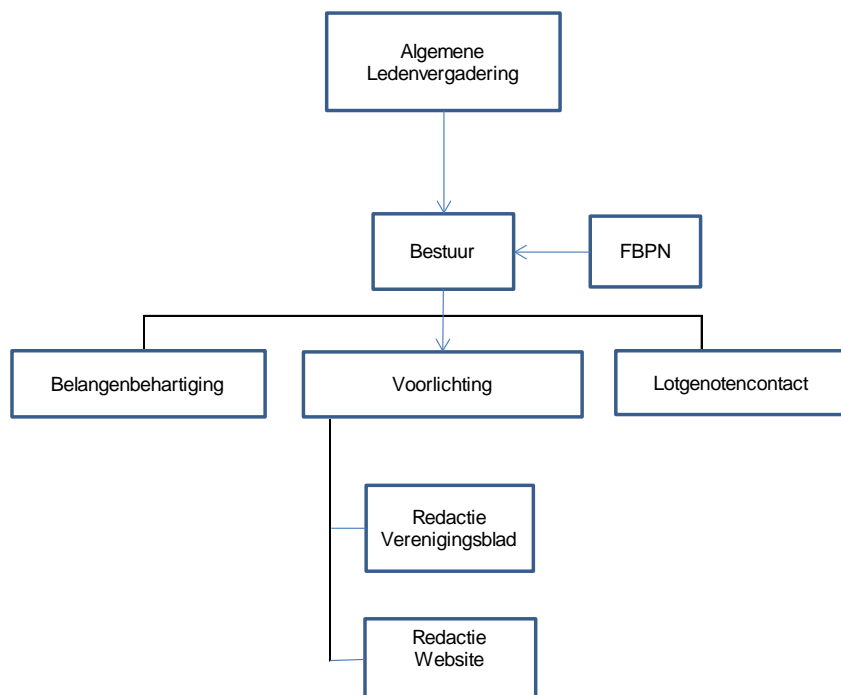 Algemene
Ledenvergadering
Bestuur
FBPN
Belangenbehartiging
Voorlichting
Lotgenotencontact
Redactie
Verenigingsblad
Redactie
Website